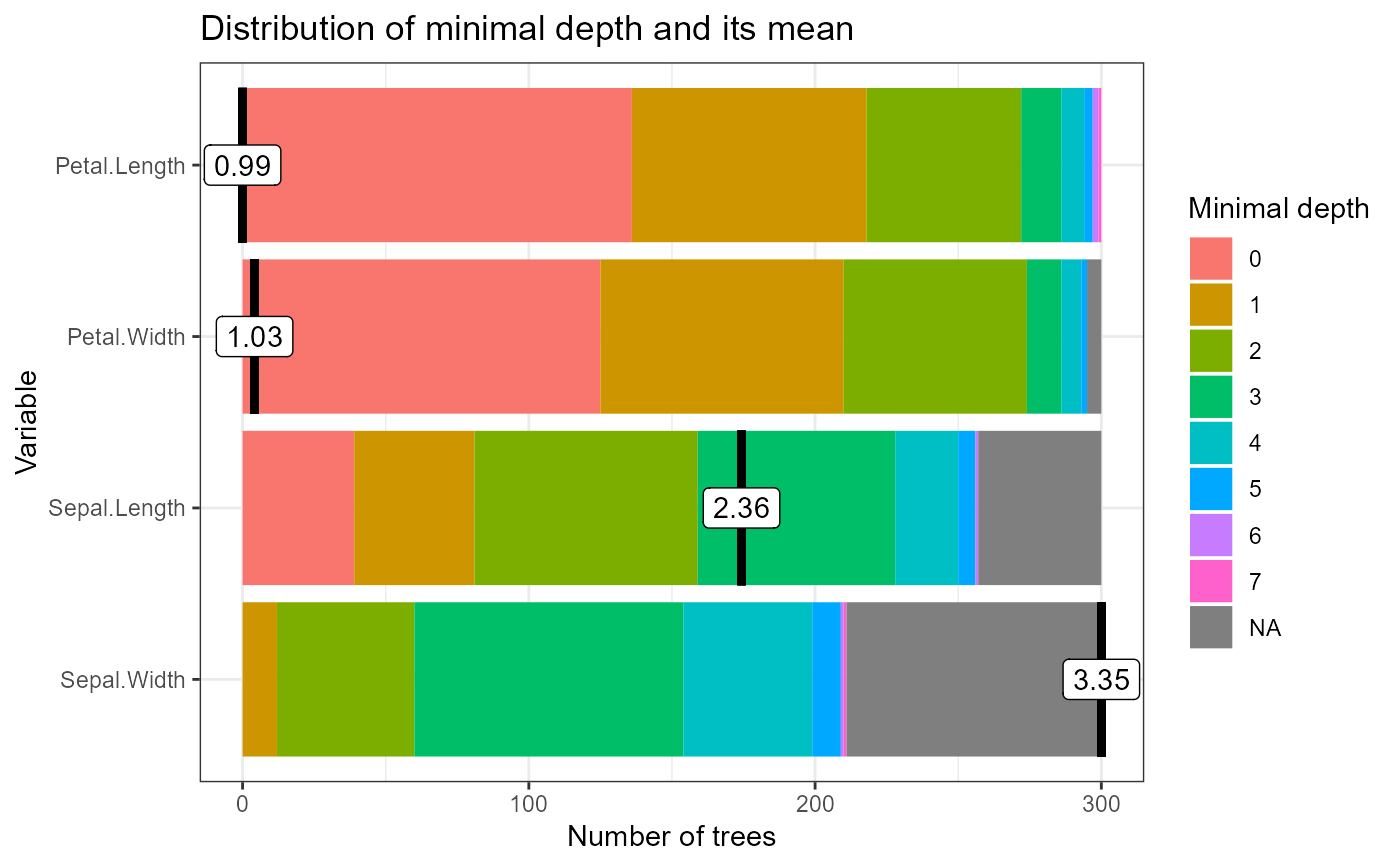 Distribution of minimal depth and its mean
Variable
Petal.Length
0.99
Petal.Width
1.03
Sepal.Length
2.36
Sepal.Width
3.35
0
100
200
300
Number of trees
Minimal depth
0
1
2
3
4
5
6
7
NA